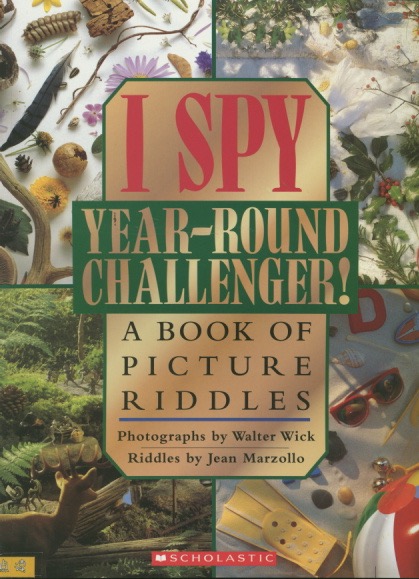 I SPY
YEAR-ROUND
CHALLENGER!
A BOOK OF
PICTURE
RIDDLES
Photographs by Walter Wick
Riddles by Jean Marzollo
D
SCHOLASTIC